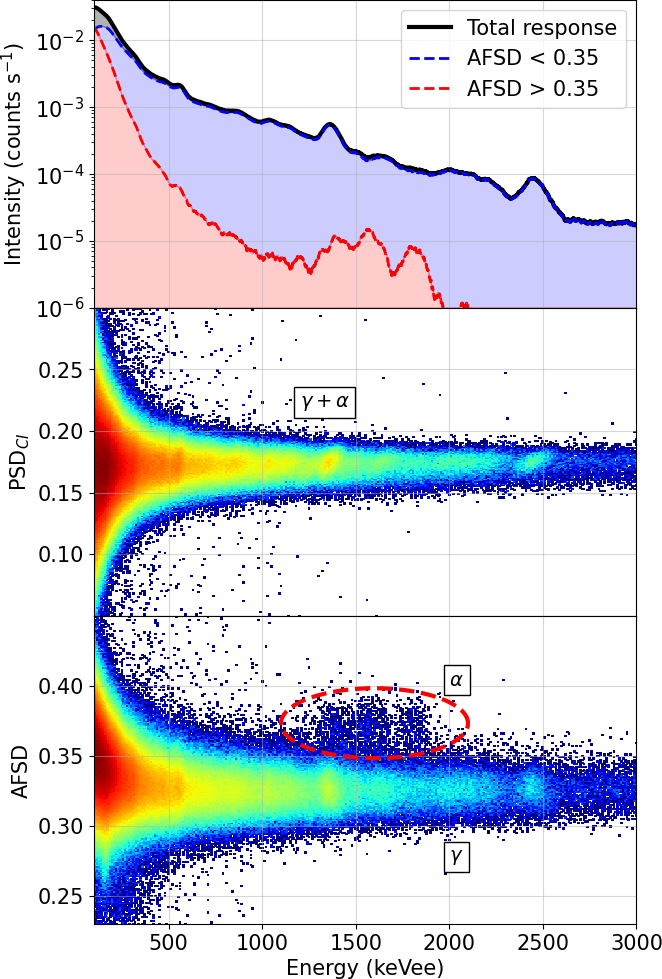 Intensity (counts s⁻¹)
10⁻²
10⁻³
10⁻⁴
10⁻⁵
10⁻⁶
Total response
AFSD < 0.35
AFSD > 0.35
PSD_CI
0.25
0.20
0.15
0.10
γ + α
AFSD
0.40
0.35
0.30
0.25
α
γ
500 1000 1500 2000 2500 3000
Energy (keVee)